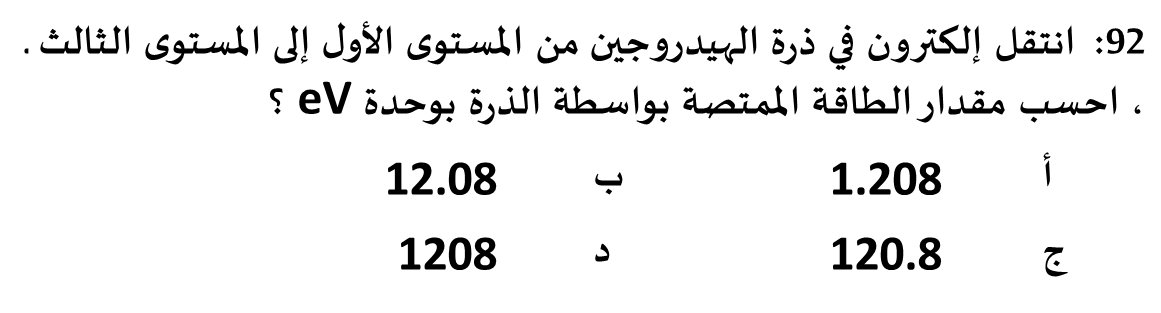 92: انتقل إلكترون في ذرة الهيدروجين من المستوى الأول إلى المستوى الثالث .
، احسب مقدار الطاقة الممتصة بواسطة الذرة بوحدة eV ؟
أ 1.208 ب 12.08
ج 120.8 د 1208